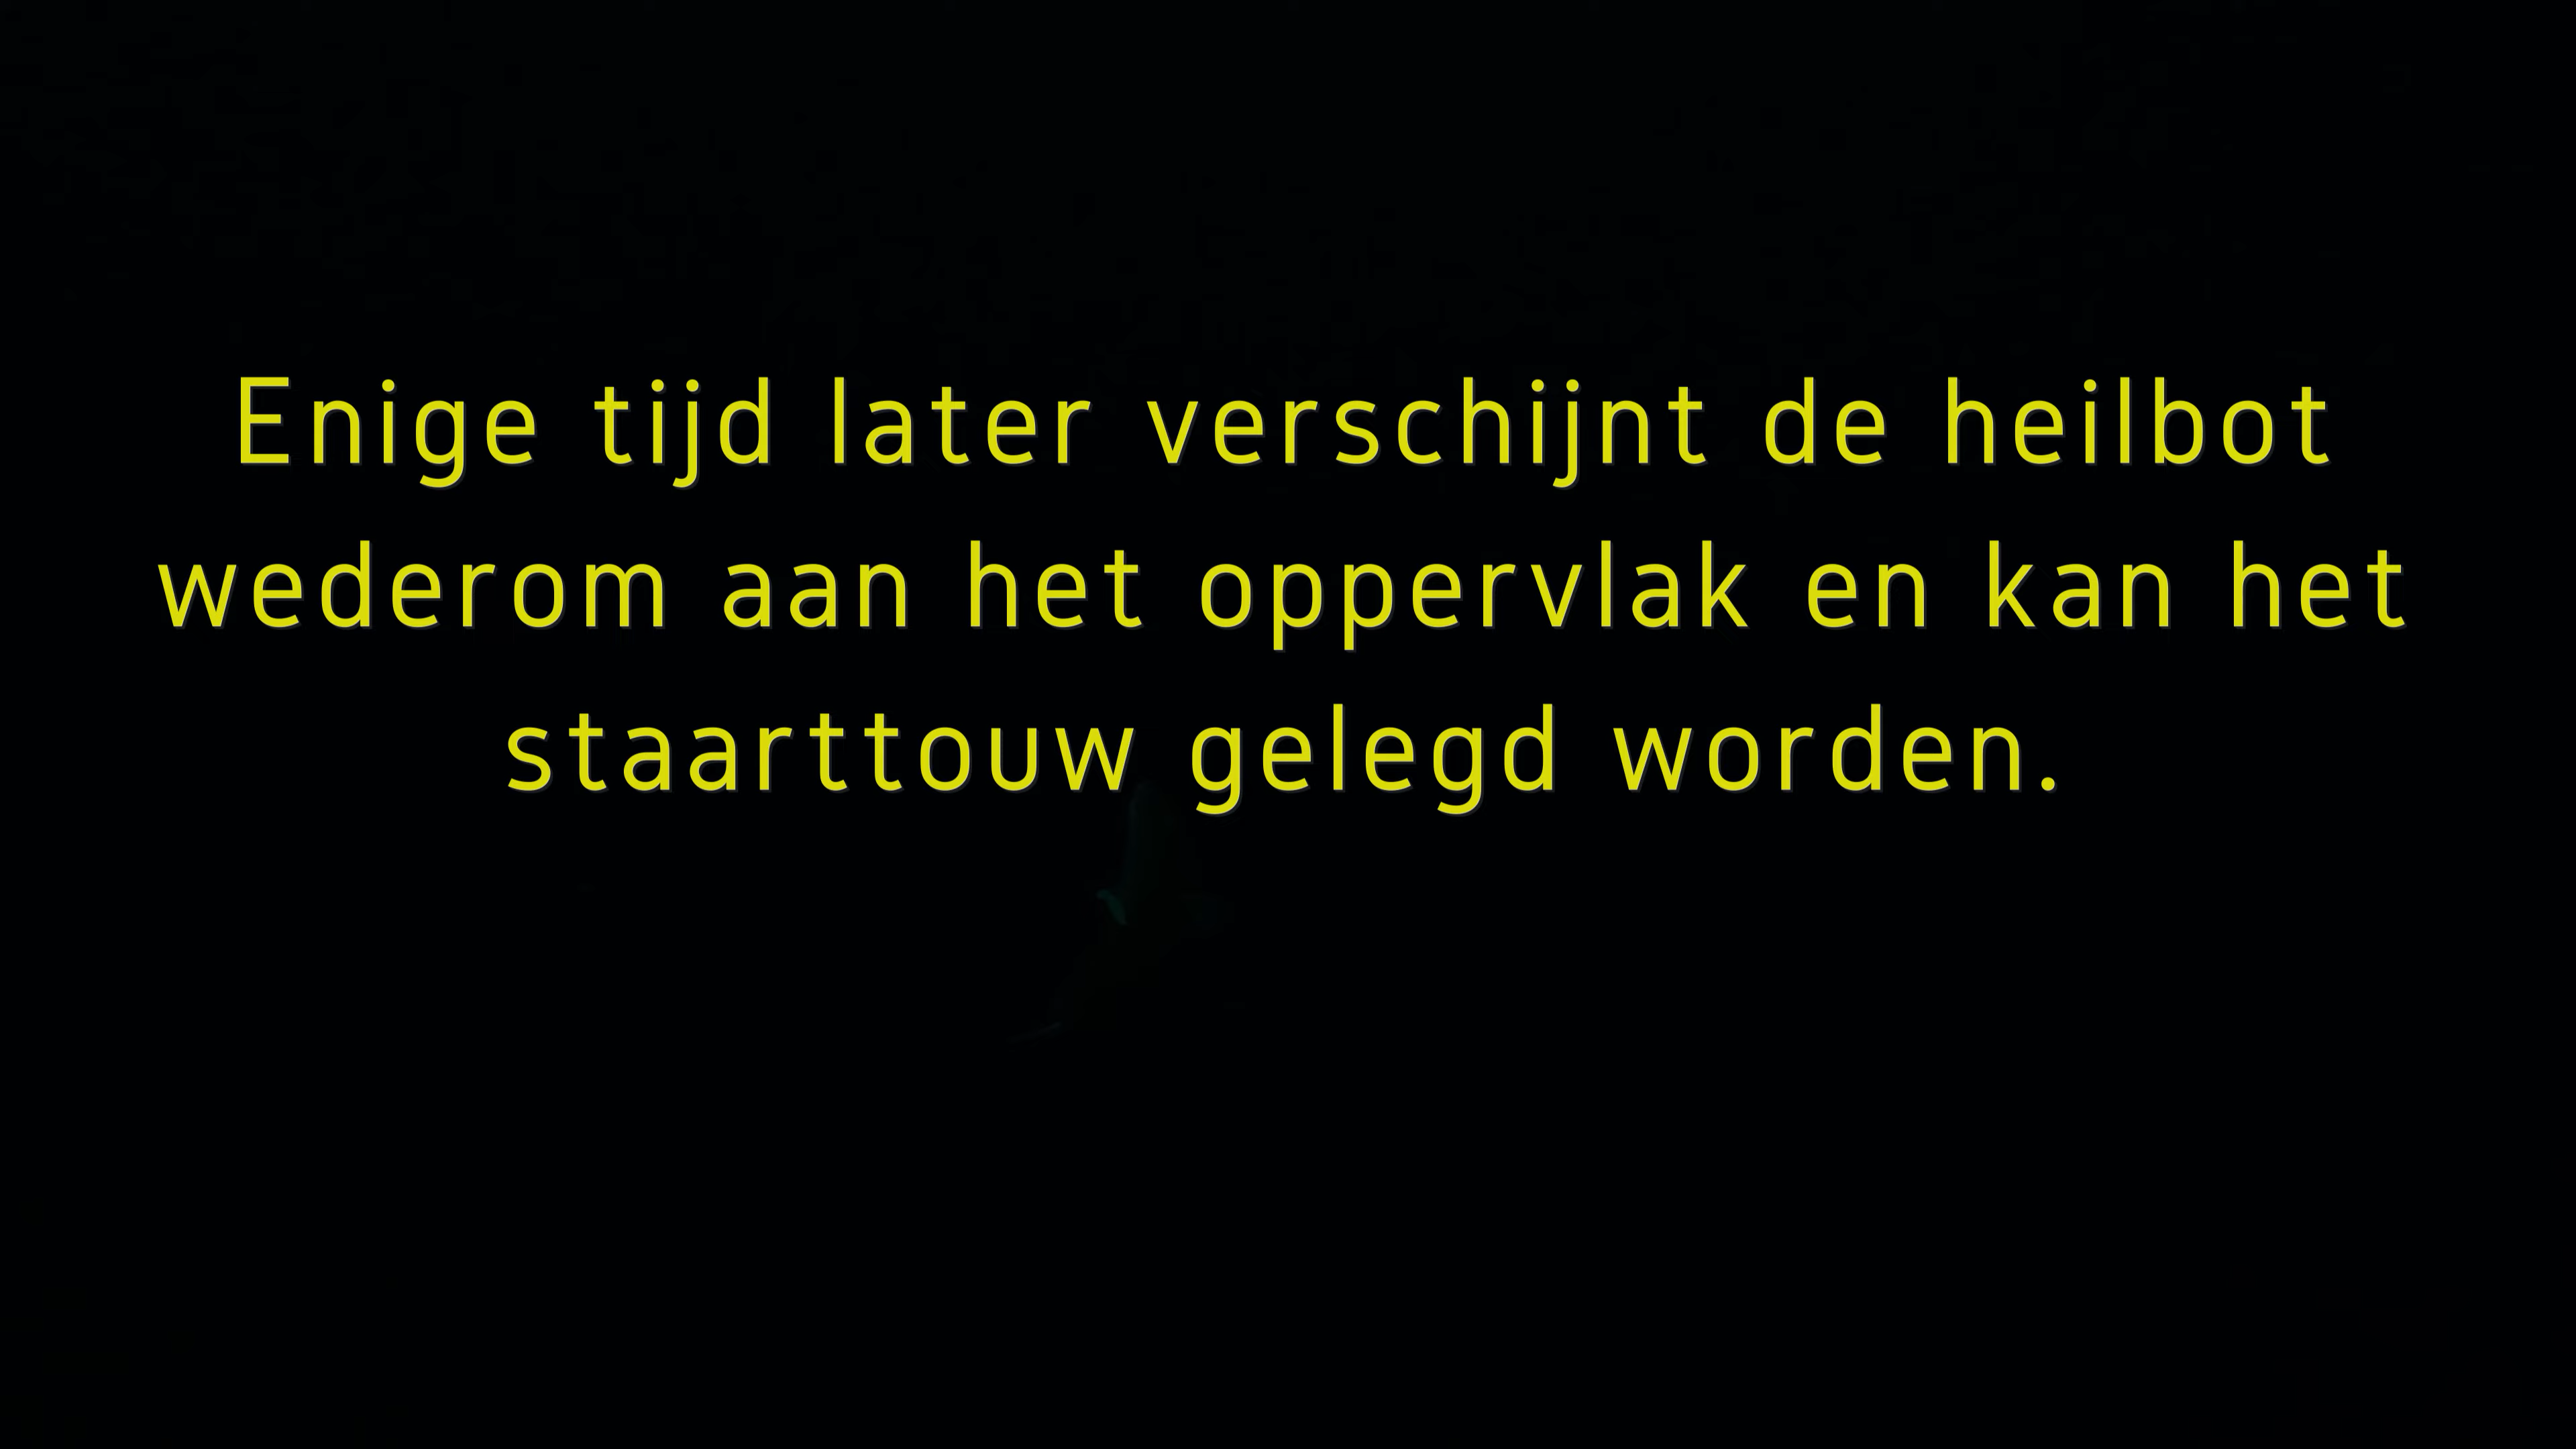 Enige tijd later verschijnt de heilbot
wederom aan het oppervlak en kan het
staarttouw gelegd worden.